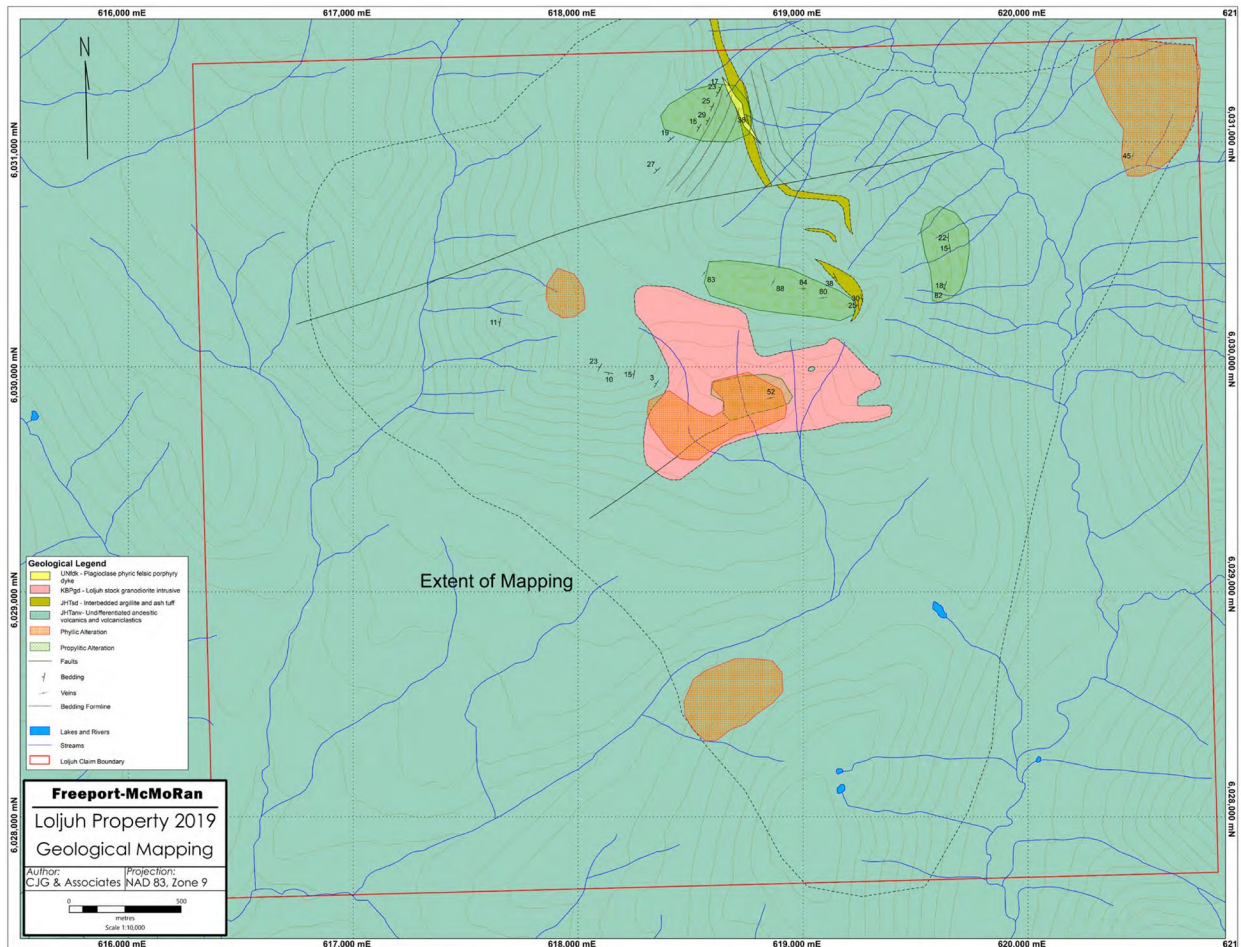 616,000 mE
617,000 mE
618,000 mE
619,000 mE
620,000 mE
621
N
6,031,000 mN
6,031,000 mN
17
23
25
29
15
36
19
27
45
22
15
18
82
83
88
84
80
38
30
25
11
23
10
15
3
52
6,030,000 mN
6,030,000 mN
Extent of Mapping
6,029,000 mN
6,029,000 mN
Geological Legend
UNfdk - Plagioclase phyric felsic porphyry
dyke
KBPgd - Loljuh stock granodiorite intrusive
JHTsd - Interbedded argillite and ash tuff
JHTanv- Undifferentiated andesitic
volcanics and volcaniclastics
Phyllic Alteration
Propylitic Alteration
Faults
Bedding
Veins
Bedding Formline
Lakes and Rivers
Streams
Loljuh Claim Boundary
6,028,000 mN
6,028,000 mN
Freeport-McMoRan
Loljuh Property 2019
Geological Mapping
Author:
CJG & Associates
Projection:
NAD 83, Zone 9
0 500
metres
Scale 1:10,000
616,000 mE
617,000 mE
618,000 mE
619,000 mE
620,000 mE
621